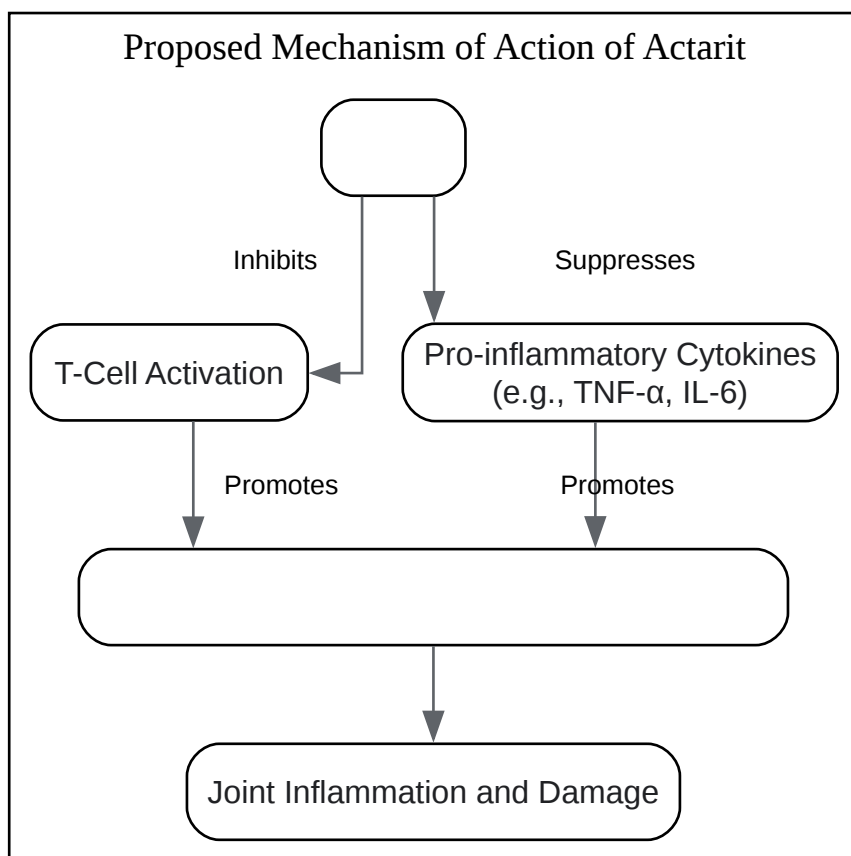 Proposed Mechanism of Action of Actarit
Inhibits
Suppresses
T-Cell Activation
Pro-inflammatory Cytokines
(e.g., TNF-α, IL-6)
Promotes
Promotes
Joint Inflammation and Damage